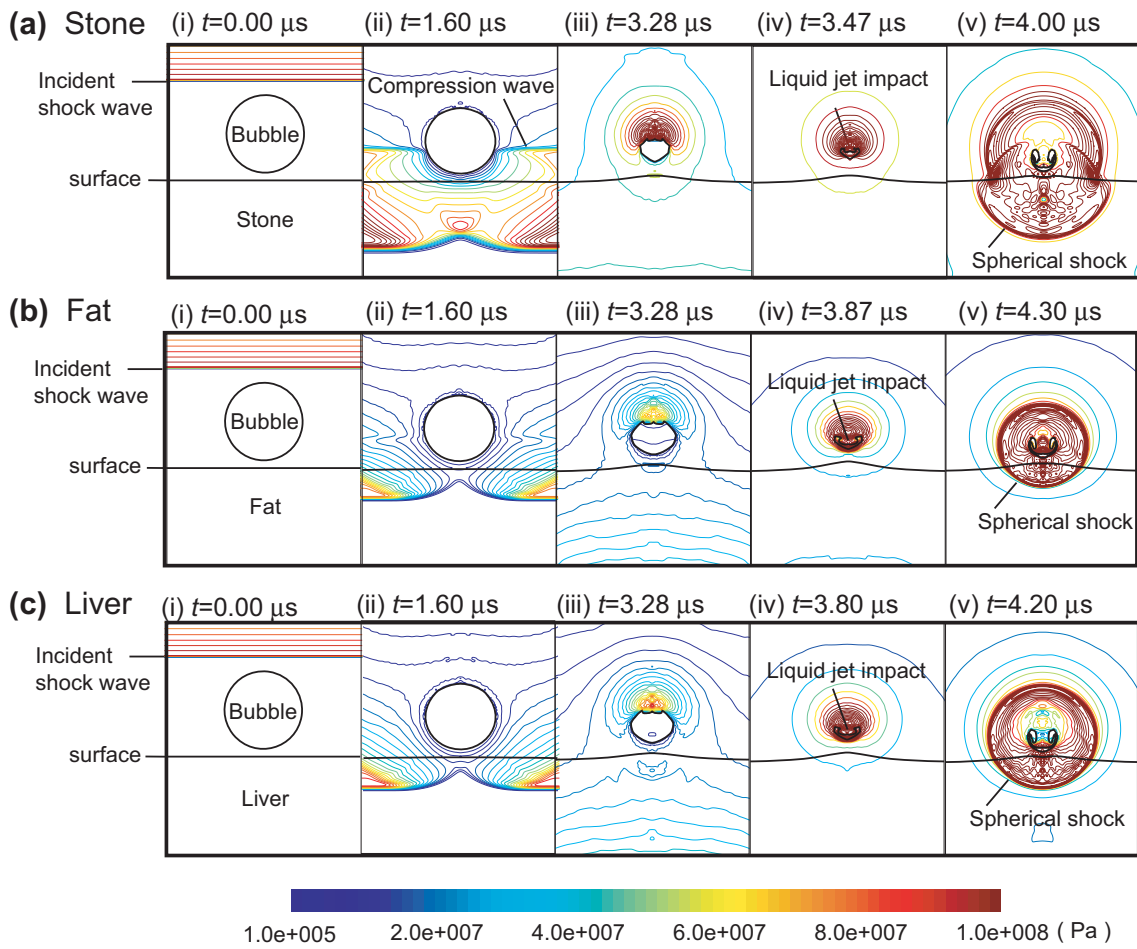 (a) Stone
(i) t=0.00 μs (ii) t=1.60 μs (iii) t=3.28 μs (iv) t=3.47 μs (v) t=4.00 μs
Incident
shock wave
Bubble
surface
Stone
Compression wave
Liquid jet impact
Spherical shock
(b) Fat
(i) t=0.00 μs (ii) t=1.60 μs (iii) t=3.28 μs (iv) t=3.87 μs (v) t=4.30 μs
Incident
shock wave
Bubble
surface
Fat
Liquid jet impact
Spherical shock
(c) Liver
(i) t=0.00 μs (ii) t=1.60 μs (iii) t=3.28 μs (iv) t=3.80 μs (v) t=4.20 μs
Incident
shock wave
Bubble
surface
Liver
Liquid jet impact
Spherical shock
1.0e+005 2.0e+007 4.0e+007 6.0e+007 8.0e+007 1.0e+008 ( Pa )